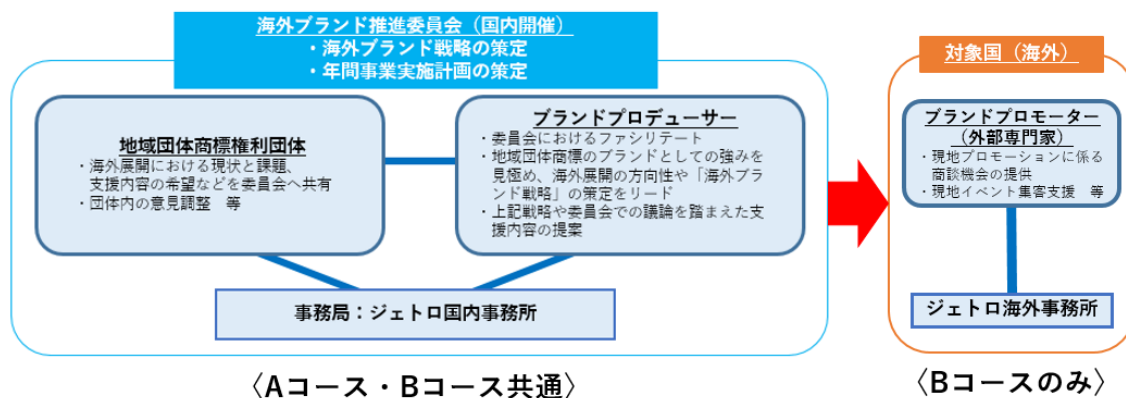 海外ブランド推進委員会（国内開催）
・海外ブランド戦略の策定
・年間事業実施計画の策定
地域団体商標権利団体
・海外展開における現状と課題、
支援内容の希望などを委員会へ共有
・団体内の意見調整　等
ブランドプロデューサー
・委員会におけるファシリテート
・地域団体商標のブランドとしての強みを
見極め、海外展開の方向性や「海外ブラ
ンド戦略」の策定をリード
・上記戦略や委員会での議論を踏まえた支
援内容の提案
事務局：ジェトロ国内事務所
〈Aコース・Bコース共通〉
対象国（海外）
ブランドプロモーター
（外部専門家）
・現地プロモーションに係る
商談機会の提供
・現地イベント集客支援　等
ジェトロ海外事務所
〈Bコースのみ〉